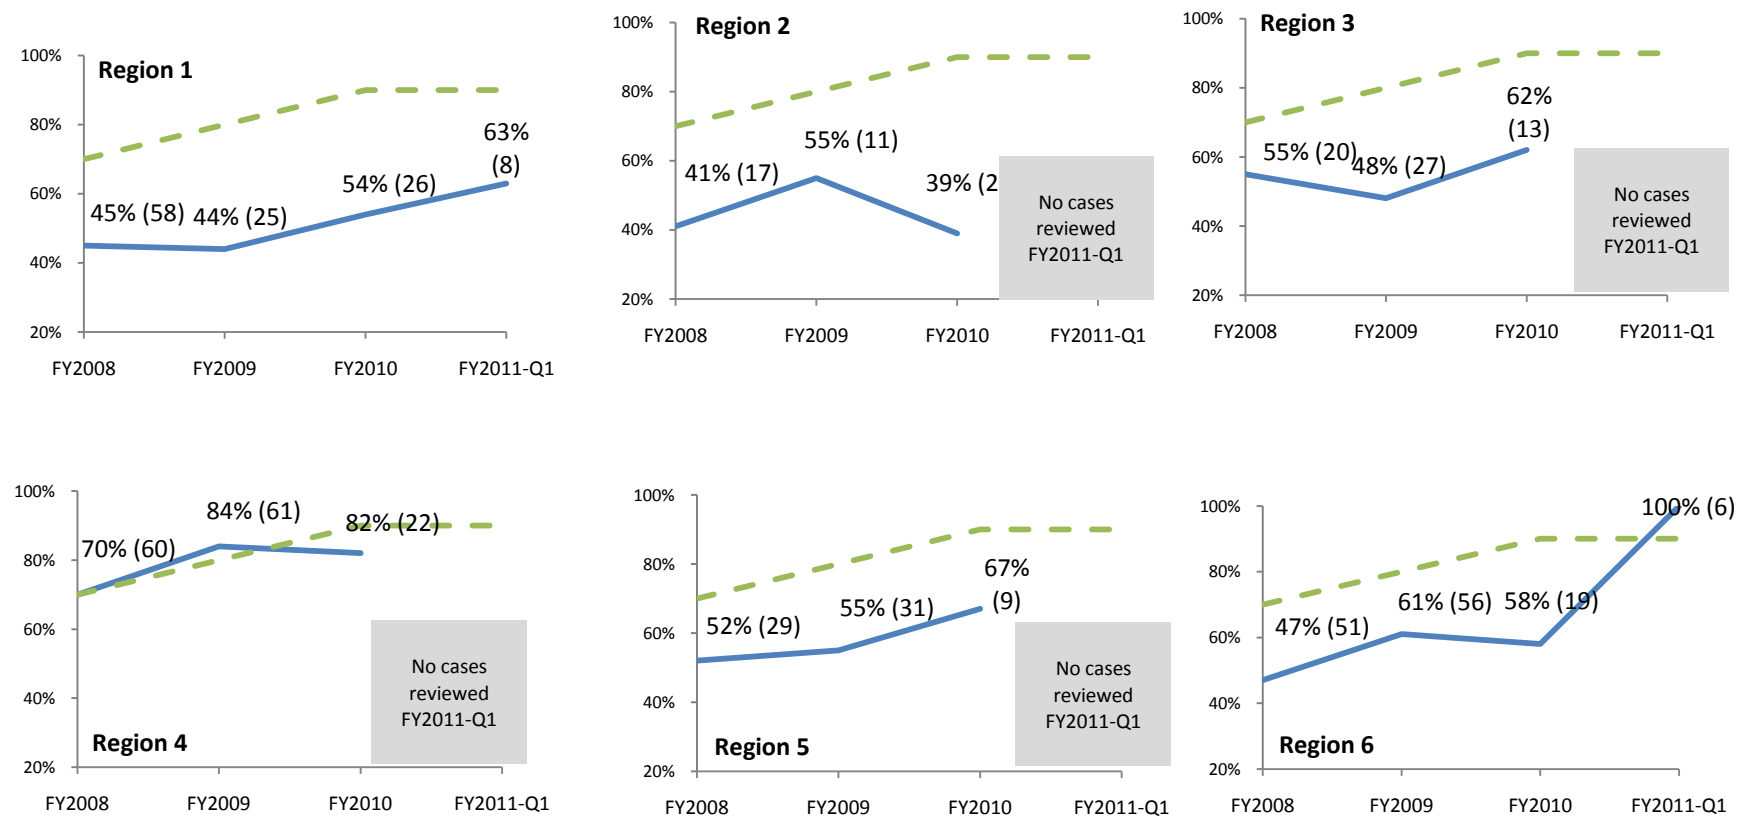 Region 1
100%
80%
60%
40%
20%
45% (58)
44% (25)
54% (26)
63%
(8)
FY2008
FY2009
FY2010
FY2011-Q1
Region 2
100%
80%
60%
40%
20%
41% (17)
55% (11)
39% (2
No cases
reviewed
FY2011-Q1
FY2008
FY2009
FY2010
FY2011-Q1
Region 3
100%
80%
60%
40%
20%
55% (20)
48% (27)
62%
(13)
No cases
reviewed
FY2011-Q1
FY2008
FY2009
FY2010
FY2011-Q1
100%
80%
60%
40%
20%
70% (60)
84% (61)
82% (22)
No cases
reviewed
FY2011-Q1
Region 4
FY2008
FY2009
FY2010
FY2011-Q1
100%
80%
60%
40%
20%
52% (29)
55% (31)
67%
(9)
No cases
reviewed
FY2011-Q1
Region 5
FY2008
FY2009
FY2010
FY2011-Q1
100%
80%
60%
40%
20%
47% (51)
61% (56)
58% (19)
100% (6)
Region 6
FY2008
FY2009
FY2010
FY2011-Q1